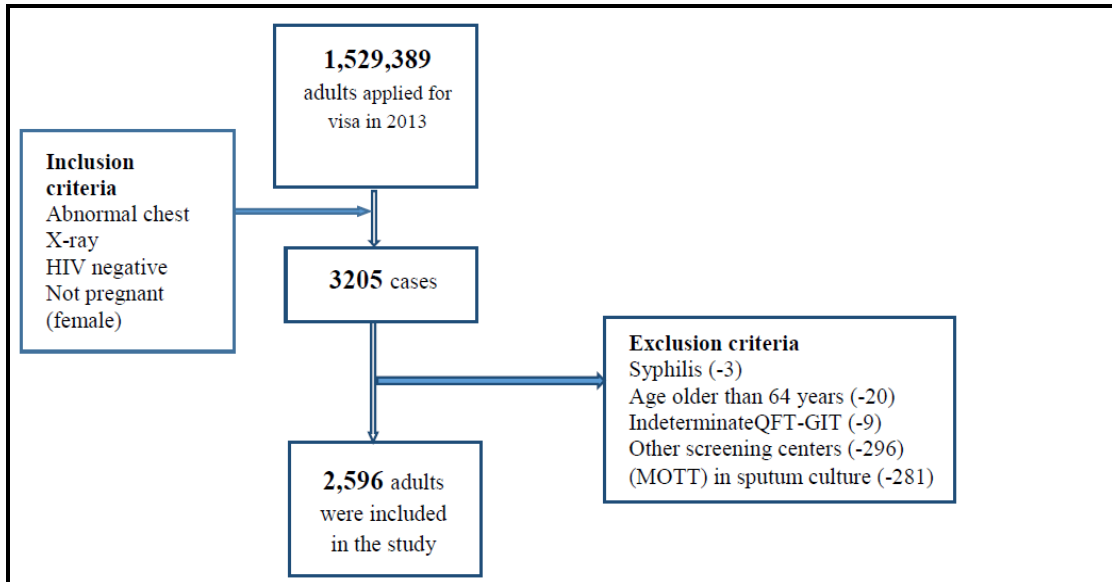 1,529,389
adults applied for
visa in 2013
Inclusion
criteria
Abnormal chest
X-ray
HIV negative
Not pregnant
(female)
3205 cases
Exclusion criteria
Syphilis (-3)
Age older than 64 years (-20)
IndeterminateQFT-GIT (-9)
Other screening centers (-296)
(MOTT) in sputum culture (-281)
2,596 adults
were included
in the study